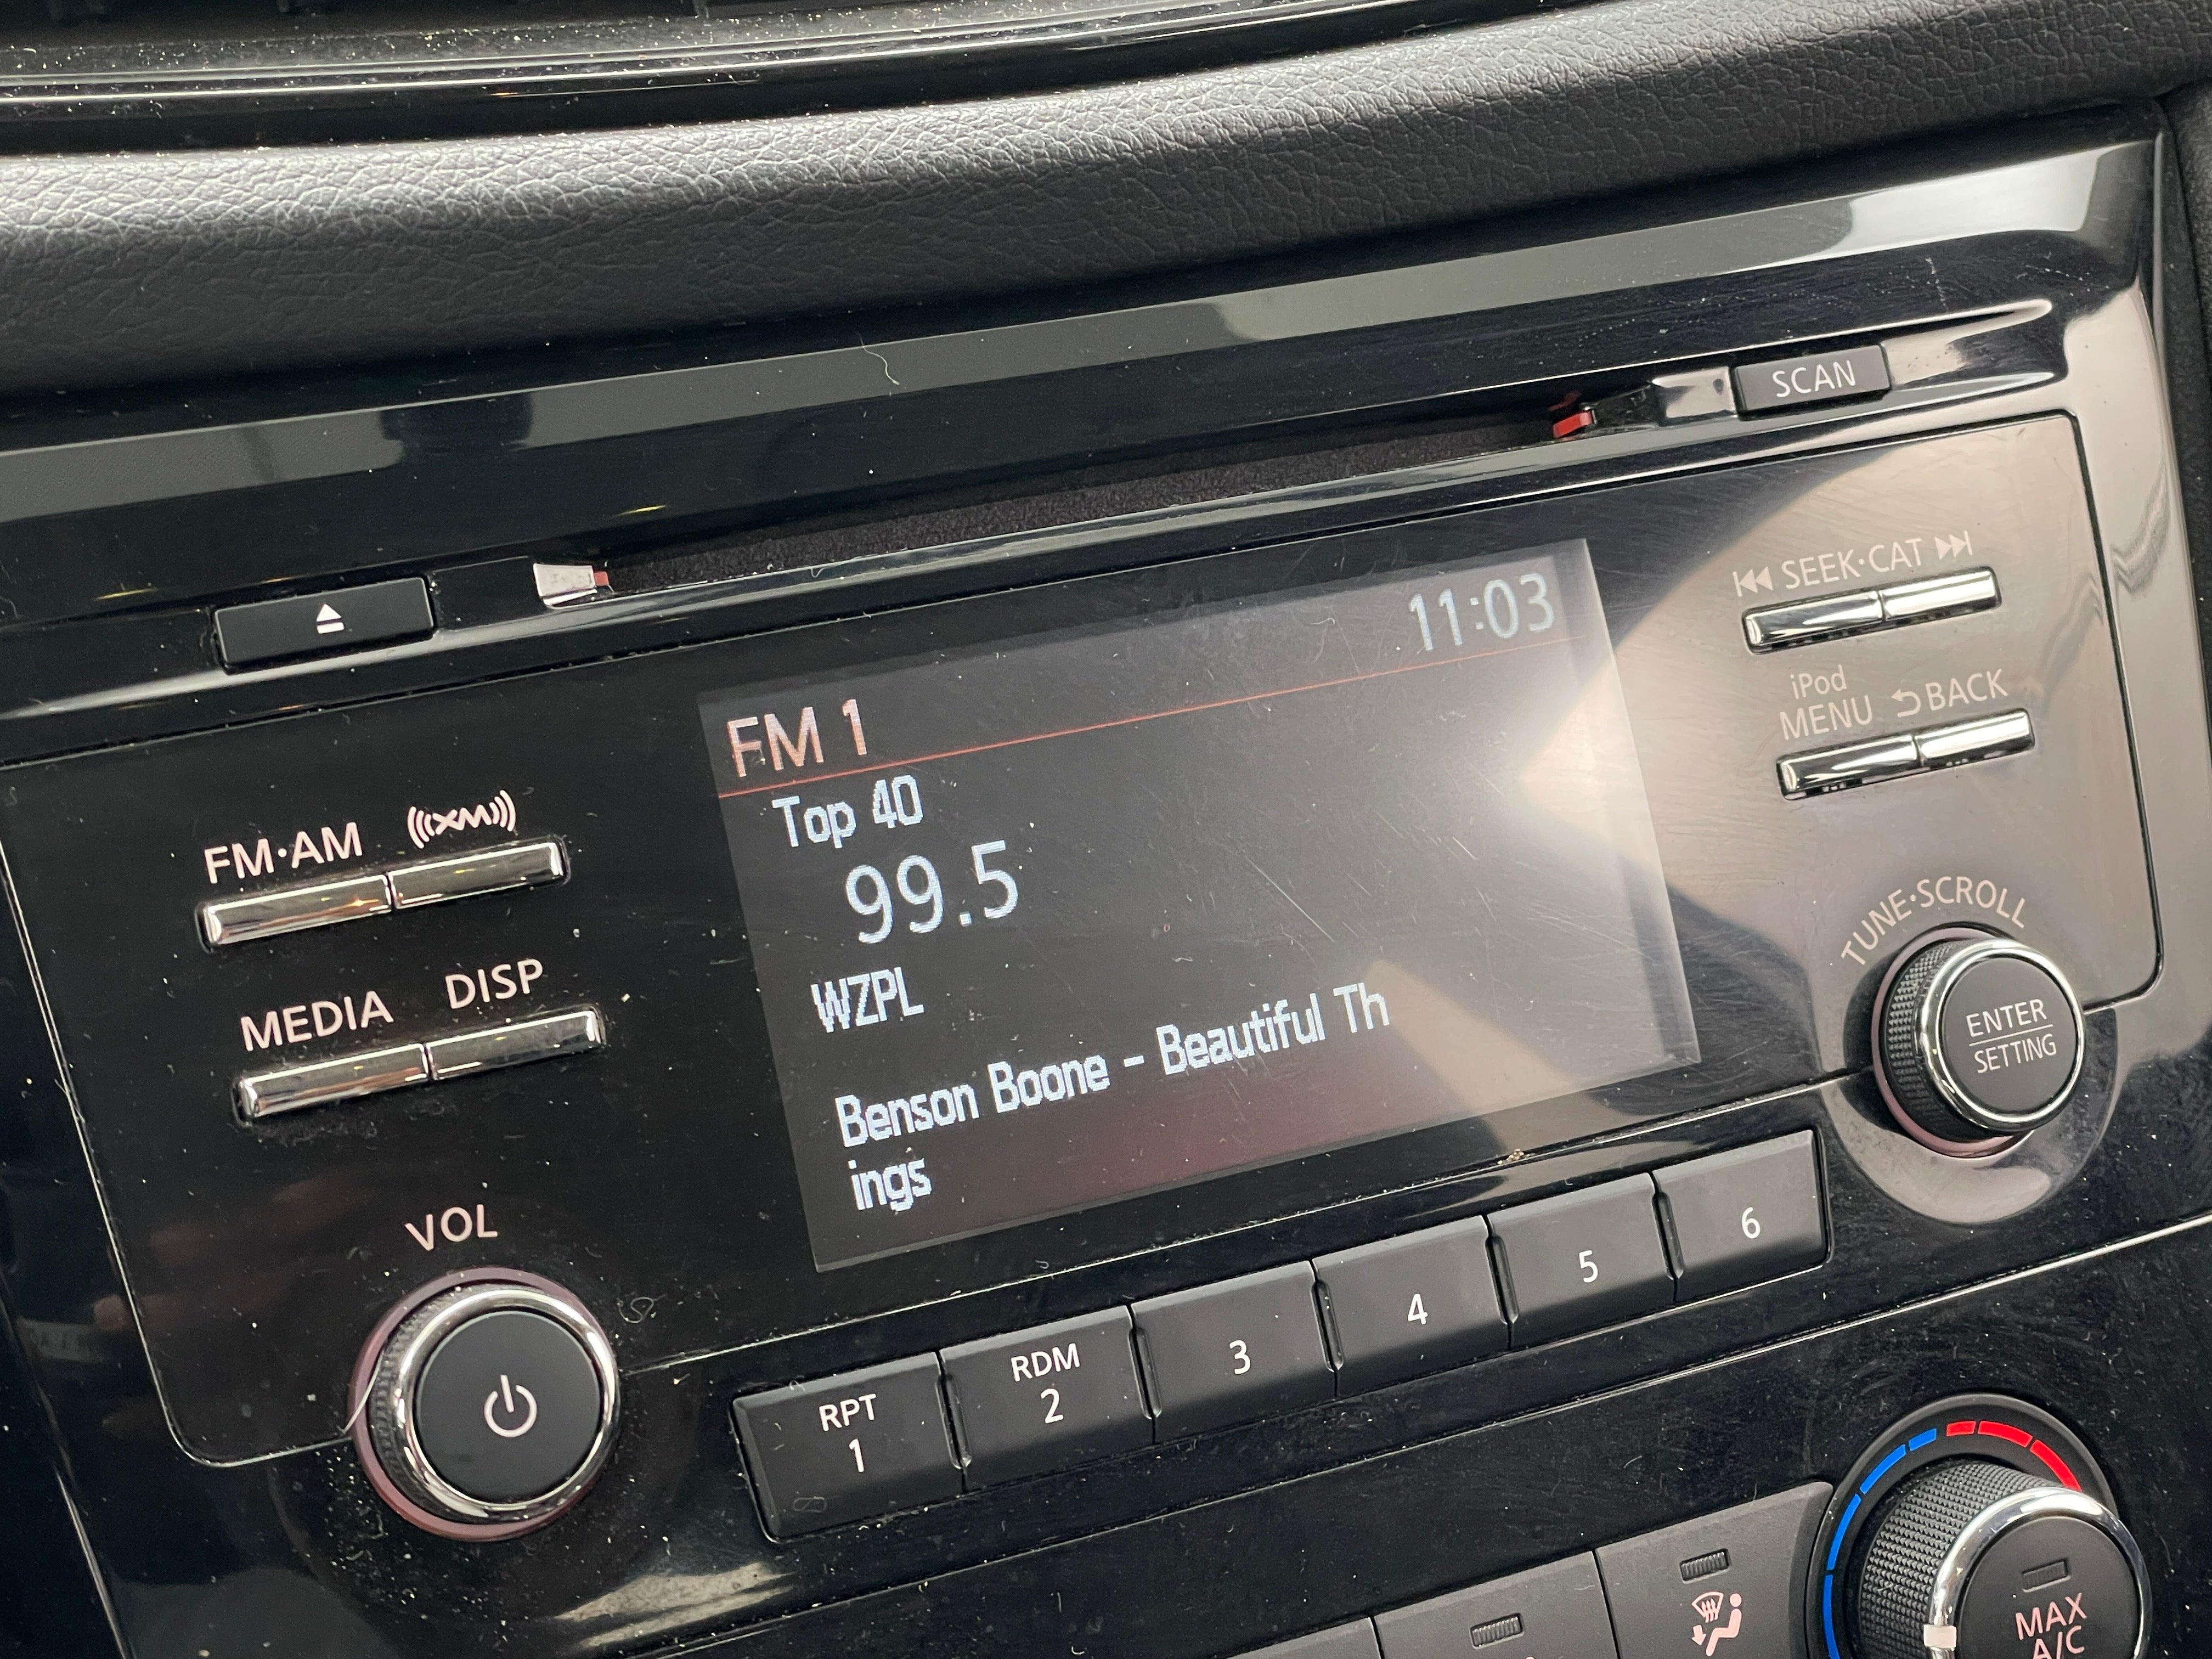 SCAN
SEEK·CAT
11:03
iPod
MENU BACK
FM 1
Top 40
FM·AM ((XM))
99.5
TUNE·SCROLL
MEDIA DISP
WZPL
ENTER
SETTING
Benson Boone - Beautiful Th
ings
VOL
RPT
1
RDM
2
3
4
5
6
MAX
A/C